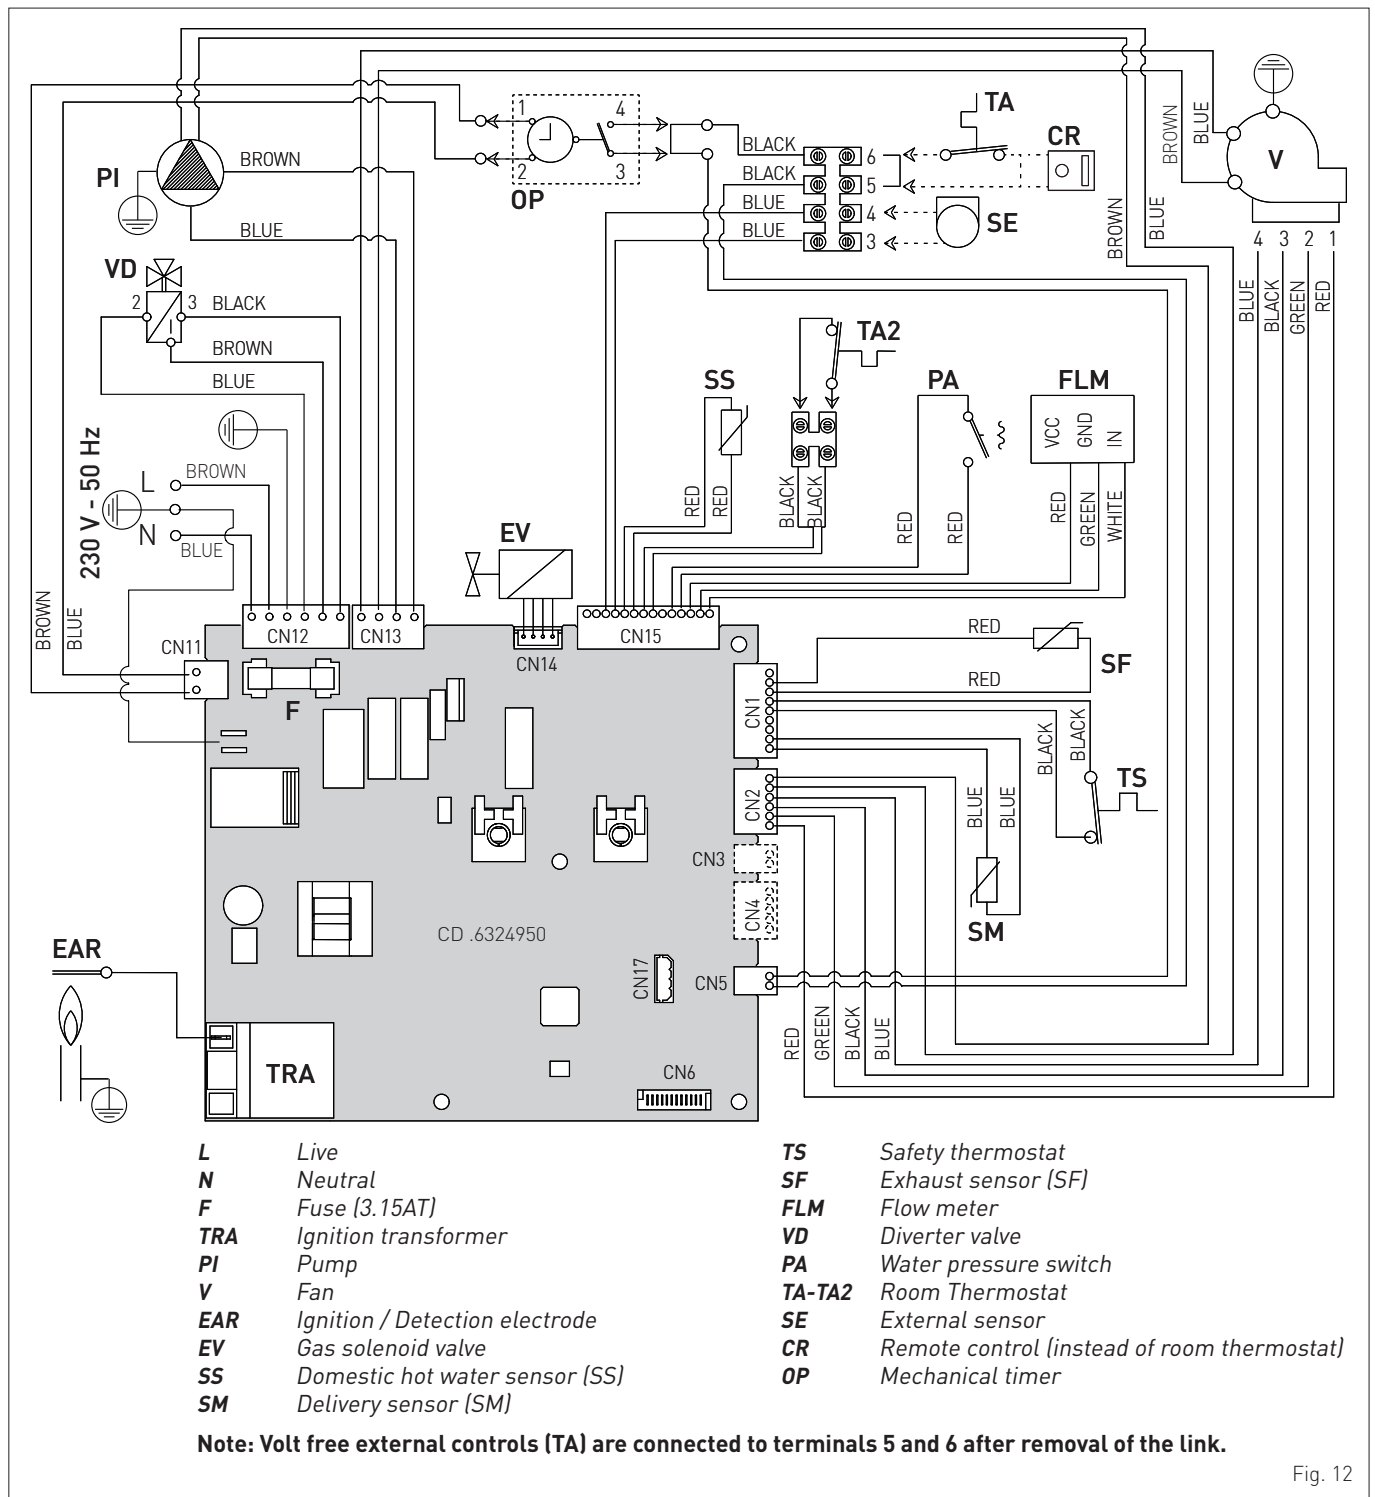 TA
CR
BROWN
BLUE
V
1
4
BLACK
6
BLACK
5
2
3
OP
BLUE
4
SE
BLUE
3
PI
BROWN
BLUE
BROWN
BLUE
4 3 2 1
BLUE
BLACK
GREEN
RED
VD
2
3
BLACK
BROWN
BLUE
TA2
SS
PA
FLM
VCC
GND
IN
230 V - 50 Hz
L
BROWN
N
BLUE
RED
RED
BLACK
BLACK
RED
RED
RED
GREEN
WHITE
EV
BROWN
BLUE
CN11
CN12
CN13
CN14
CN15
RED
SF
RED
F
CN1
BLACK
BLACK
TS
CN2
BLUE
BLUE
CN3
CN4
SM
CD .6324950
EAR
CN17
CN5
RED
GREEN
BLACK
BLUE
TRA
CN6
L Live
N Neutral
F Fuse (3.15AT)
TRA Ignition transformer
PI Pump
V Fan
EAR Ignition / Detection electrode
EV Gas solenoid valve
SS Domestic hot water sensor (SS)
SM Delivery sensor (SM)
TS Safety thermostat
SF Exhaust sensor (SF)
FLM Flow meter
VD Diverter valve
PA Water pressure switch
TA-TA2 Room Thermostat
SE External sensor
CR Remote control (instead of room thermostat)
OP Mechanical timer
Note: Volt free external controls (TA) are connected to terminals 5 and 6 after removal of the link.
Fig. 12